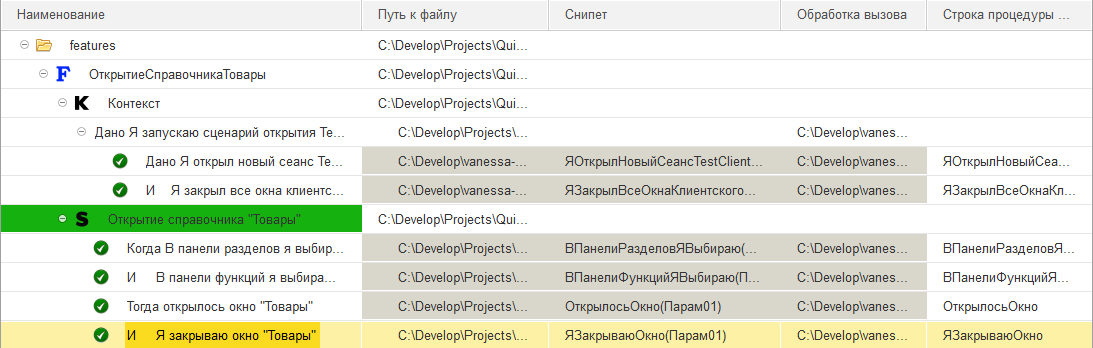 Наименование Путь к файлу Снипет Обработка вызова Строка процедуры ...
features C:\Develop\Projects\Qui...
F ОткрытиеСправочникаТовары C:\Develop\Projects\Qui...
K Контекст C:\Develop\Projects\Qui...
Дано Я запускаю сценарий открытия Te... C:\Develop\Projects\... C:\Develop\vanes...
Дано Я открыл новый сеанс Te... C:\Develop\vanessa-... ЯОткрылНовыйСеансTestClient... C:\Develop\vanes... ЯОткрылНовыйСеа...
И Я закрыл все окна клиентс... C:\Develop\vanessa-... ЯЗакрылВсеОкнаКлиентского... C:\Develop\vanes... ЯЗакрылВсеОкнаКл...
S Открытие справочника "Товары" C:\Develop\Projects\Qui...
Когда В панели разделов я выбир... C:\Develop\Projects\... ВПанелиРазделовЯВыбираю(... C:\Develop\vanes... ВПанелиРазделовЯ...
И В панели функций я выбира... C:\Develop\Projects\... ВПанелиФункцийЯВыбираю(П... C:\Develop\vanes... ВПанелиФункцийЯ...
Тогда открылось окно "Товары" C:\Develop\Projects\... ОткрылосьОкно(Парам01) C:\Develop\vanes... ОткрылосьОкно
И Я закрываю окно "Товары" C:\Develop\Projects\... ЯЗакрываюОкно(Парам01) C:\Develop\vanes... ЯЗакрываюОкно